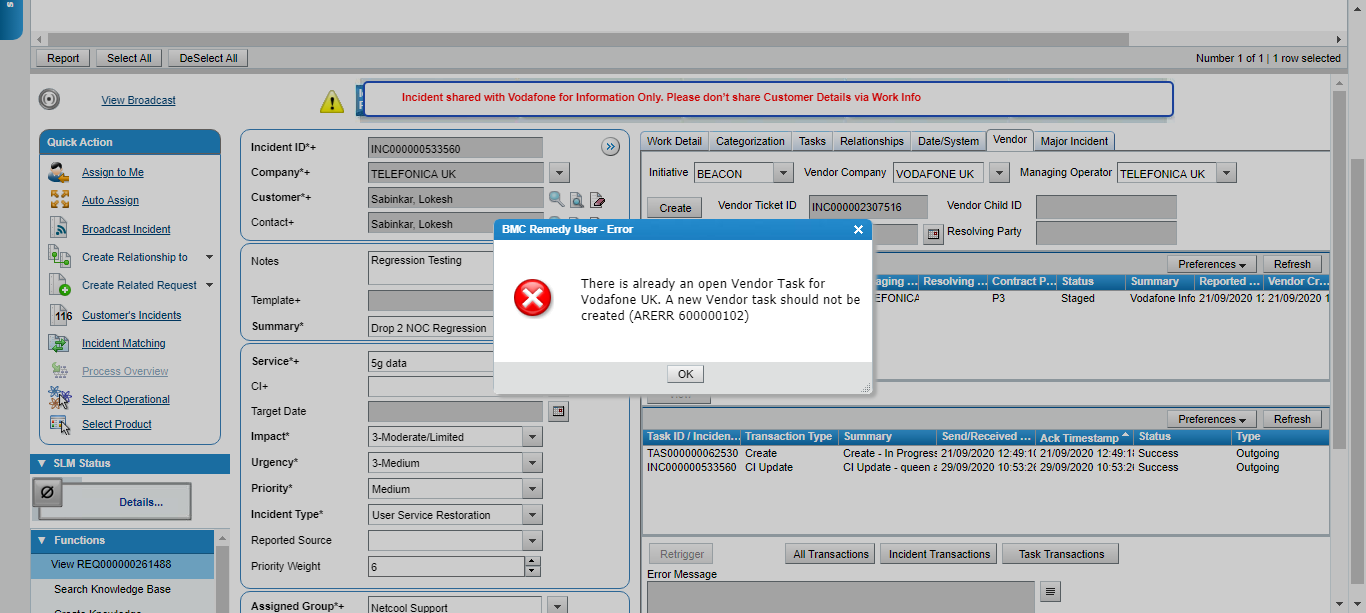 Report
Select All
DeSelect All
Number 1 of 1 | 1 row selected
View Broadcast
Incident shared with Vodafone for Information Only. Please don't share Customer Details via Work Info
Quick Action
Assign to Me
Auto Assign
Broadcast Incident
Create Relationship to
Create Related Request
116 Customer's Incidents
Incident Matching
Process Overview
Select Operational
Select Product
SLM Status
Details...
Functions
View REQ000000261488
Search Knowledge Base
Create Knowledge
Incident ID*+ INC000000533560
Company*+ TELEFONICA UK
Customer*+ Sabinkar, Lokesh
Contact*+ Sabinkar, Lokesh
Notes Regression Testing
Template+
Summary* Drop 2 NOC Regression
Service*+ 5g data
CI+
Target Date
Impact* 3-Moderate/Limited
Urgency* 3-Medium
Priority* Medium
Incident Type* User Service Restoration
Reported Source
Priority Weight 6
Assigned Group*+ Netcool Support
Work Detail Categorization Tasks Relationships Date/System Vendor Major Incident
Initiative BEACON Vendor Company VODAFONE UK Managing Operator TELEFONICA UK
Create Vendor Ticket ID INC000002307516 Vendor Child ID
Resolving Party
BMC Remedy User - Error
There is already an open Vendor Task for
Vodafone UK. A new Vendor task should not be
created (ARERR 600000102)
OK
Preferences Refresh
aging ... Resolving ... Contract P... Status Summary Reported ... Vendor Cr...
EFONICA P3 Staged Vodafone Info 21/09/2020 12 21/09/2020 1
View
Preferences Refresh
Task ID / Inciden... Transaction Type Summary Send/Received ... Ack Timestamp Status Type
TAS000000062530 Create Create - In Progress 21/09/2020 12:49:10 21/09/2020 12:49:18 Success Outgoing
INC000000533560 CI Update CI Update - queen a 29/09/2020 10:53:26 29/09/2020 10:53:26 Success Outgoing
Retrigger
All Transactions
Incident Transactions
Task Transactions
Error Message